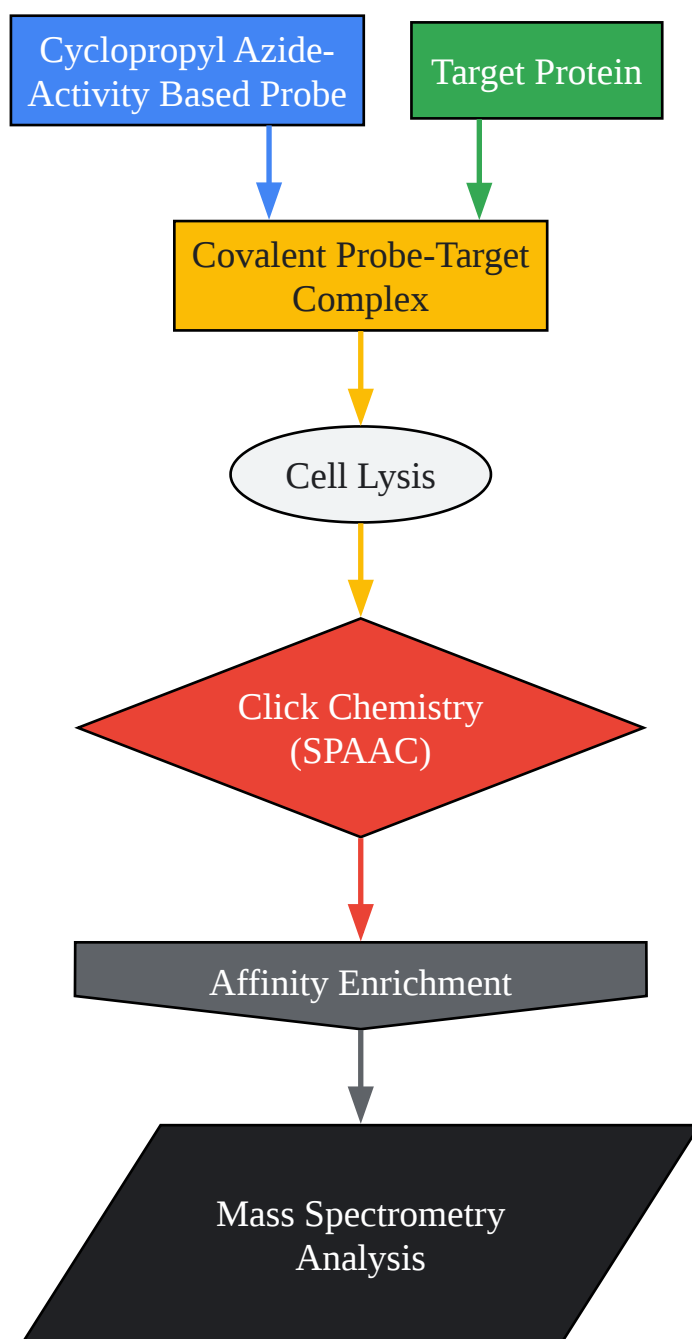 Cyclopropyl Azide-
Activity Based Probe
Target Protein
Covalent Probe-Target
Complex
Cell Lysis
Click Chemistry
(SPAAC)
Affinity Enrichment
Mass Spectrometry
Analysis